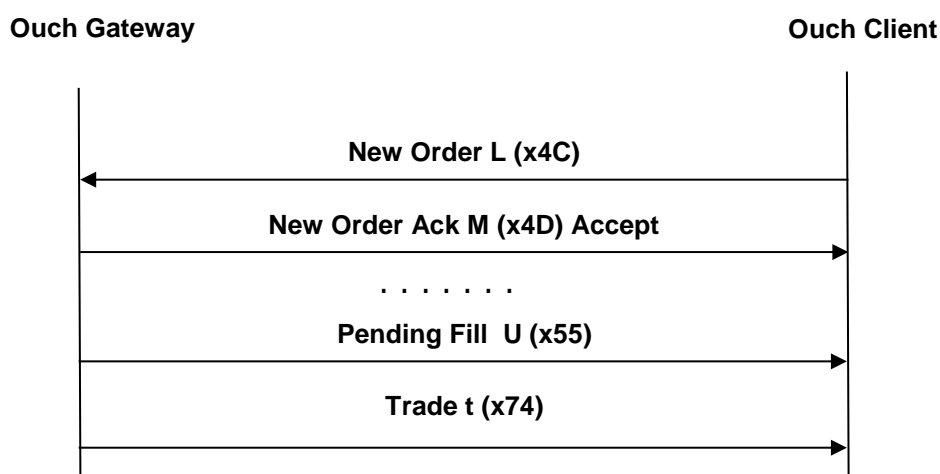 Ouch Gateway
Ouch Client
New Order L (x4C)
New Order Ack M (x4D) Accept
. . . . . . .
Pending Fill U (x55)
Trade t (x74)